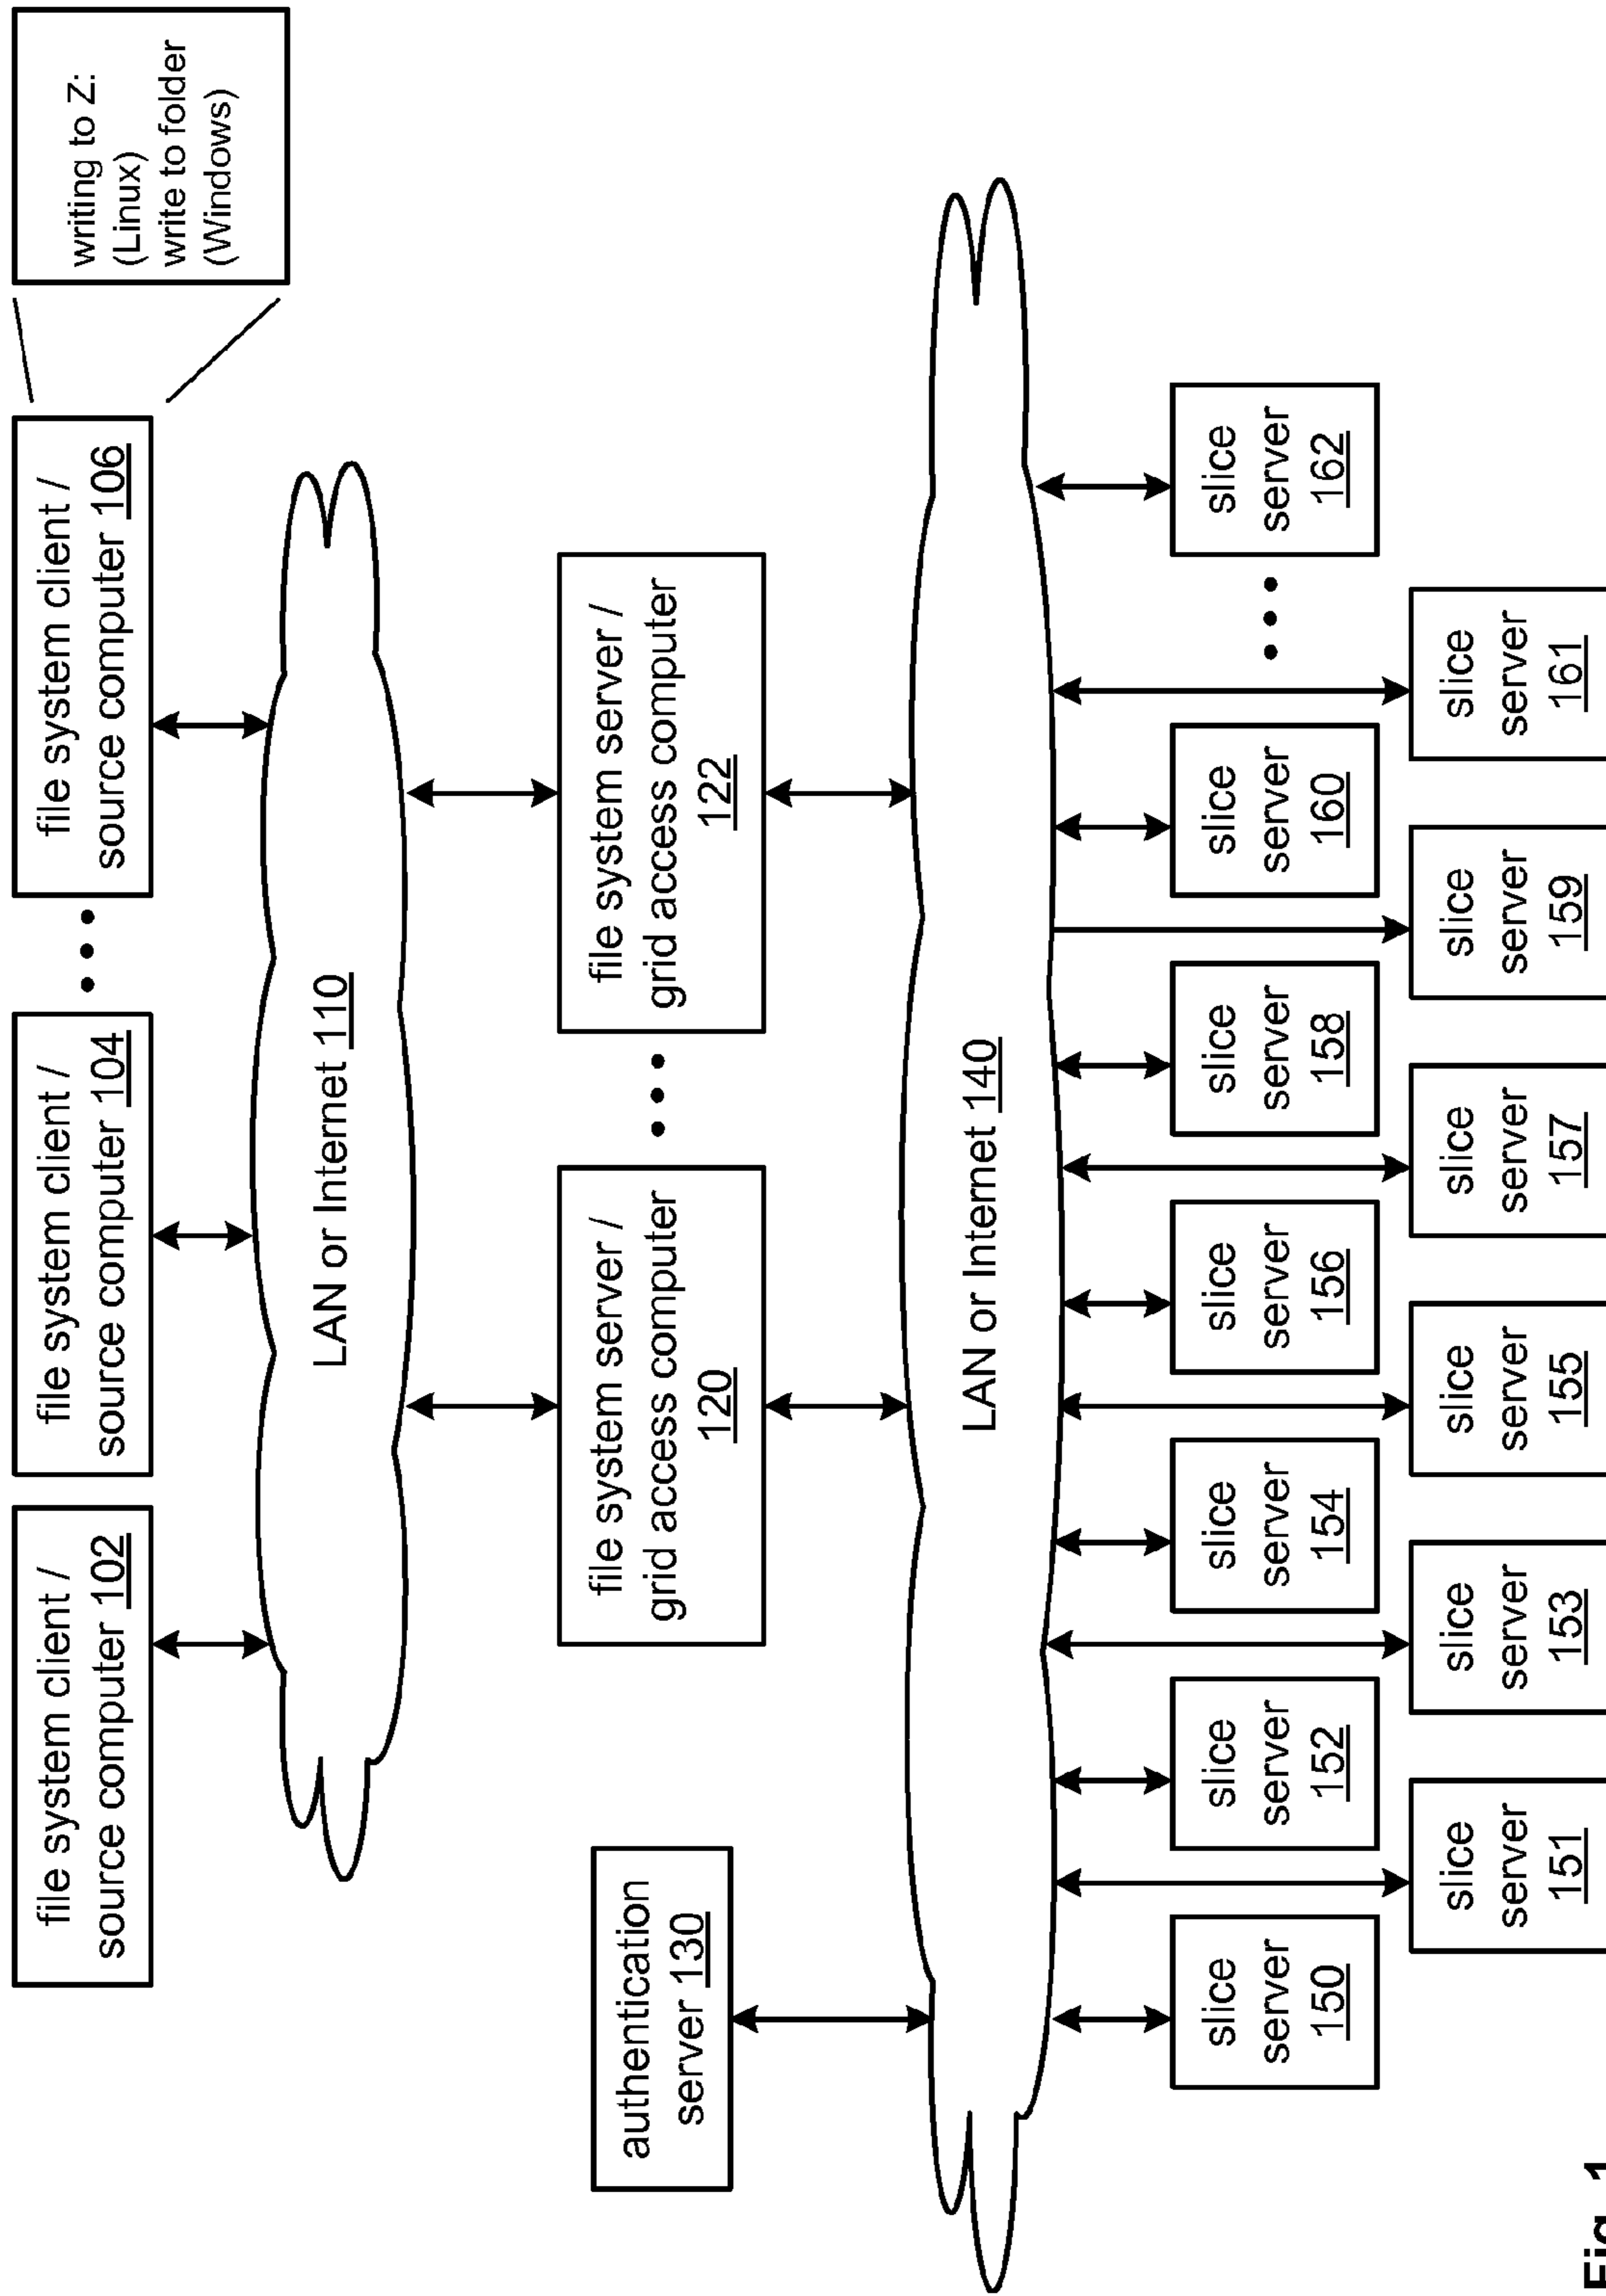 file system client /
source computer 102
file system client /
source computer 104
file system client /
source computer 106
writing to Z:
(Linux)
write to folder
(Windows)
LAN or Internet 110
authentication
server 130
file system server /
grid access computer
120
file system server /
grid access computer
122
LAN or Internet 140
slice
server
150
slice
server
152
slice
server
154
slice
server
156
slice
server
158
slice
server
160
slice
server
162
slice
server
151
slice
server
153
slice
server
155
slice
server
157
slice
server
159
slice
server
161
Fig. 1